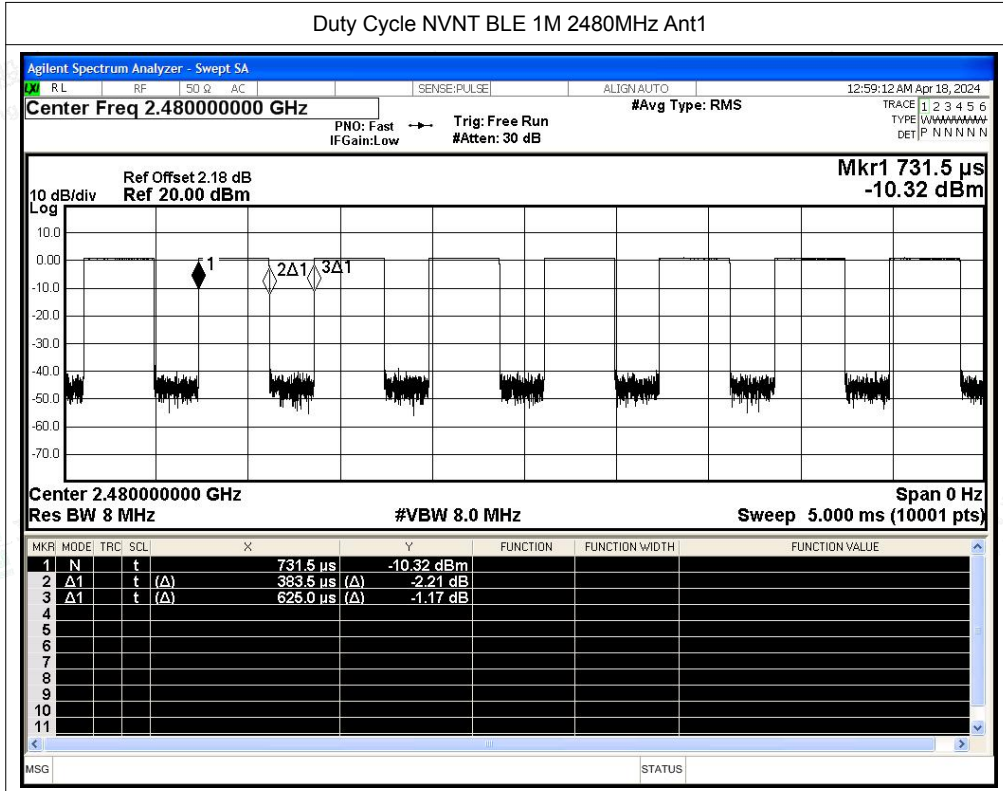 Duty Cycle NVNT BLE 1M 2480MHz Ant1
Agilent Spectrum Analyzer - Swept SA
LXI RL RF 50 Ω AC SENSE:PULSE ALIGNAUTO 12:59:12 AM Apr 18, 2024
Center Freq 2.480000000 GHz #Avg Type: RMS TRACE 1 2 3 4 5 6
PNO: Fast Trig: Free Run TYPE WWWWWW
IFGain:Low #Atten: 30 dB DET P N N N N N
Mkr1 731.5 µs
Ref Offset 2.18 dB
10 dB/div Ref 20.00 dBm -10.32 dBm
Log
10.0
0.00
1 2Δ1 3Δ1
-10.0
-20.0
-30.0
-40.0
-50.0
-60.0
-70.0
Center 2.480000000 GHz Span 0 Hz
Res BW 8 MHz #VBW 8.0 MHz Sweep 5.000 ms (10001 pts)
MKR MODE TRC SCL X Y FUNCTION FUNCTION WIDTH FUNCTION VALUE
1 N t 731.5 µs -10.32 dBm
2 Δ1 t (Δ) 383.5 µs (Δ) -2.21 dB
3 Δ1 t (Δ) 625.0 µs (Δ) -1.17 dB
4
5
6
7
8
9
10
11
MSG STATUS